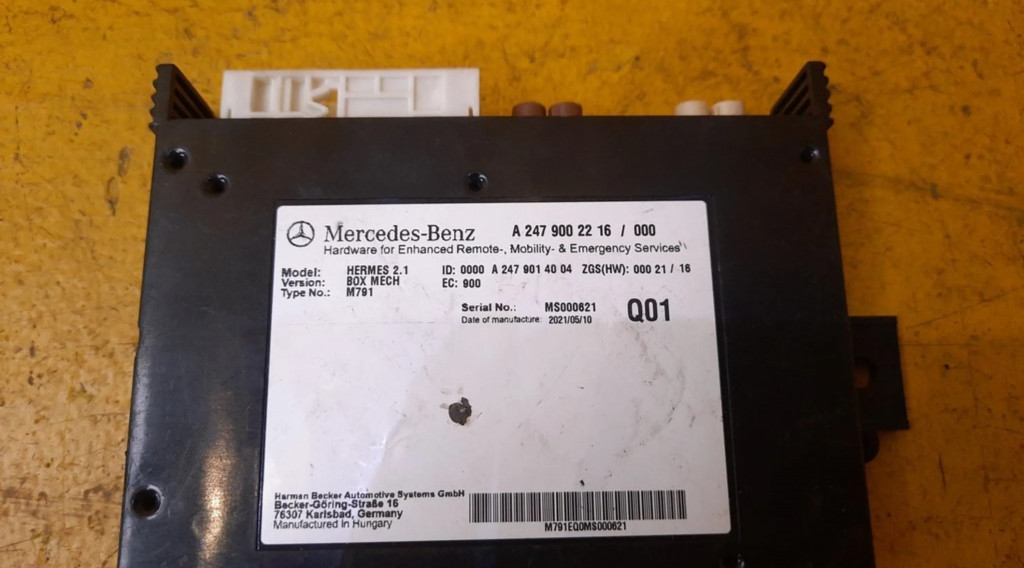 Mercedes-Benz A 247 900 22 16 / 000
Hardware for Enhanced Remote-, Mobility- & Emergency Services
Model: HERMES 2.1 ID: 0000 A 247 901 40 04 ZGS(HW): 000 21 / 16
Version: BOX MECH EC: 900
Type No.: M791
Serial No.: MS000621 Q01
Date of manufacture: 2021/05/10
Harman Becker Automotive Systems GmbH
Becker-Göring-Straße 16
76307 Karlsbad, Germany
Manufactured in Hungary
M791EQ0MS000621